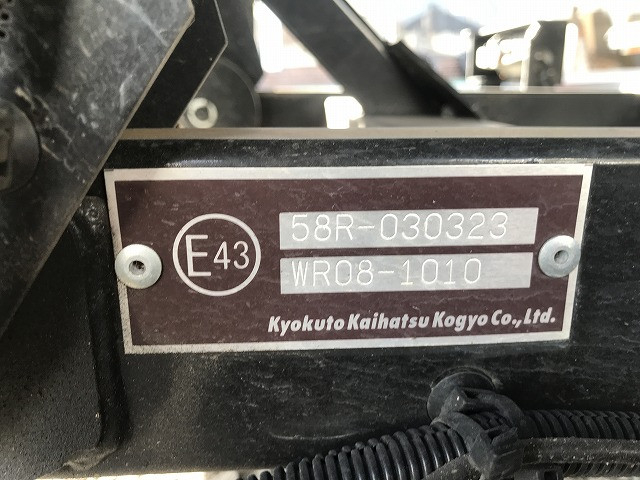 E43
58R-030323
WR08-1010
Kyokuto Kaihatsu Kogyo Co., Ltd.